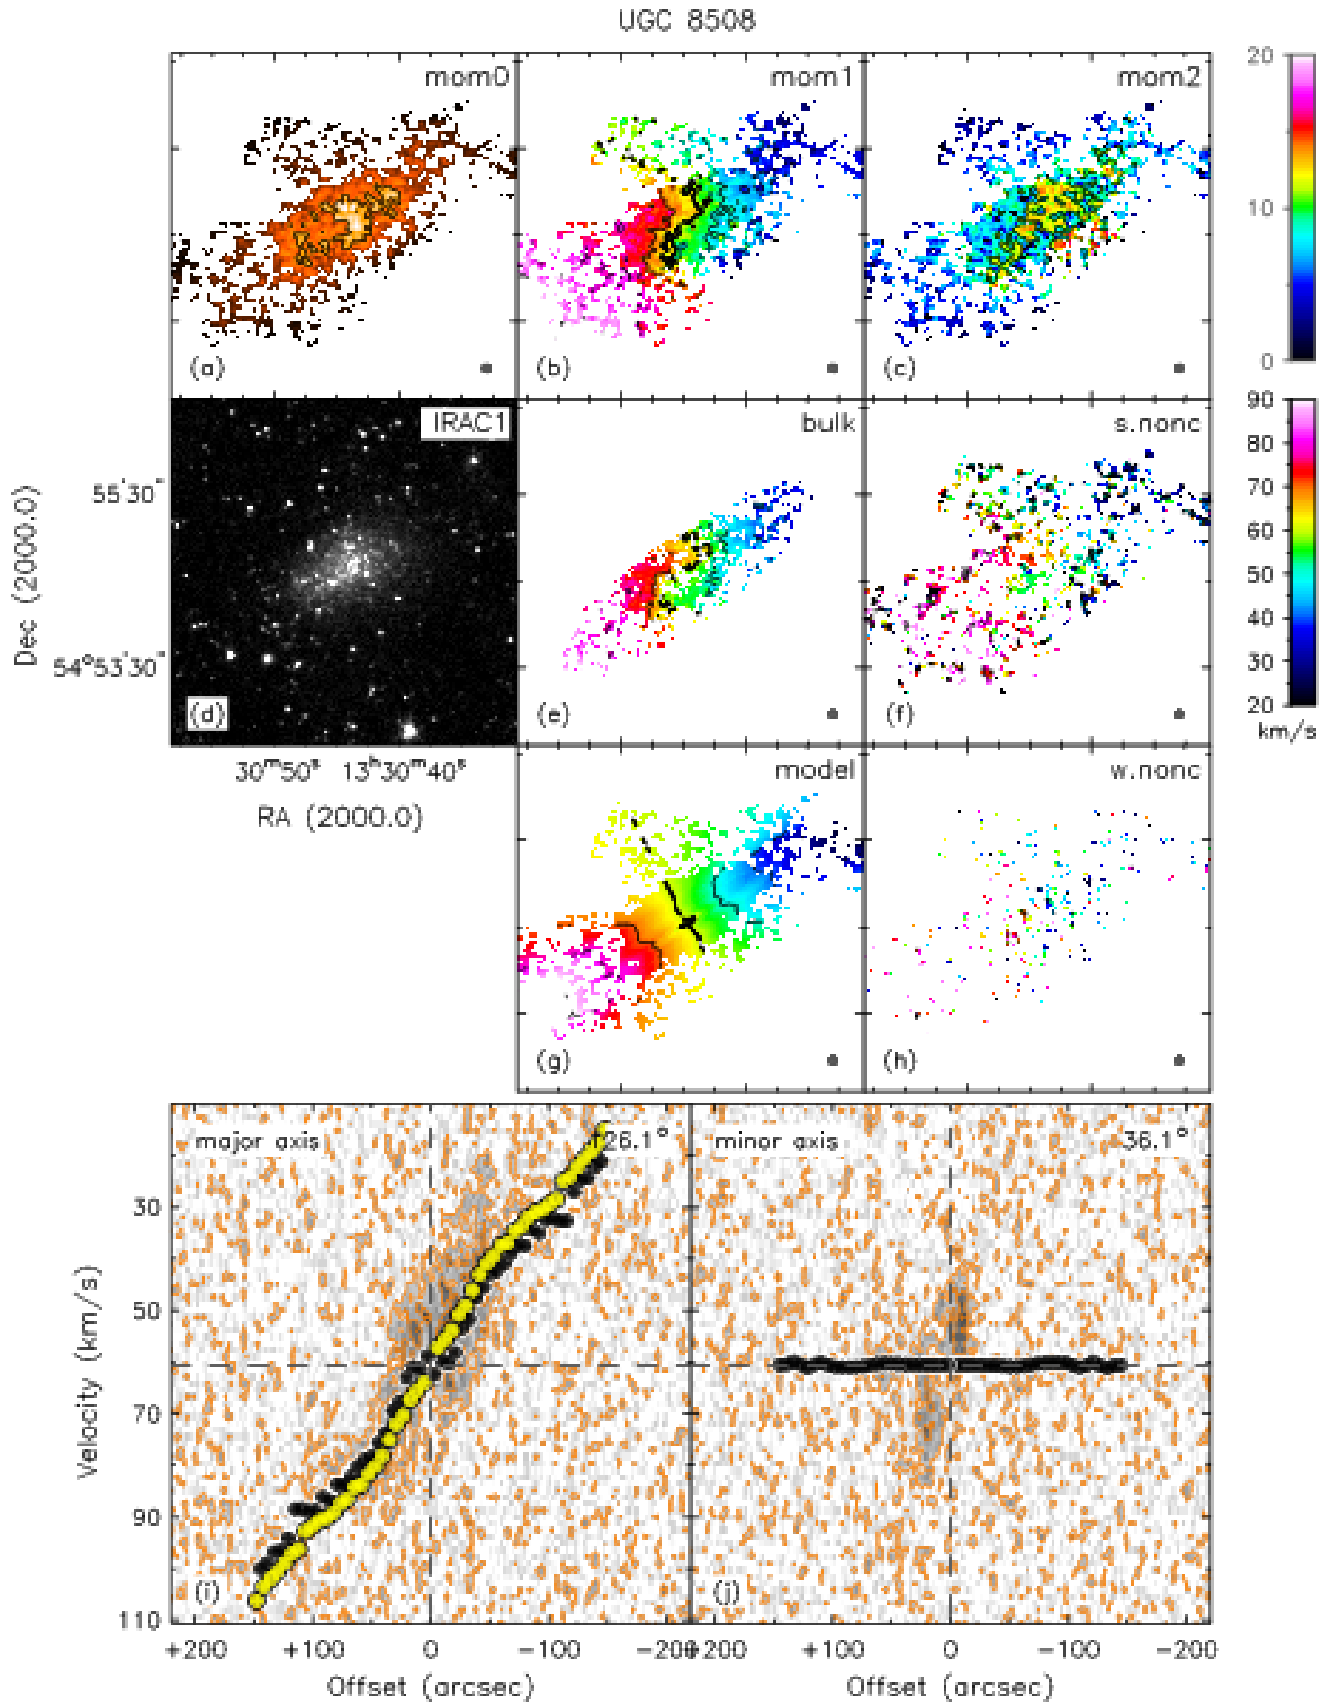 UGC 8508
mom0
mom1
mom2
20
10
0
(a)
(b)
(c)
IRAC1
bulk
s.nonc
90
80
70
60
50
40
30
20
km/s
Dec (2000.0)
55'30"
54°53'30"
(d)
(e)
(f)
30ᵐ50ˢ 13ʰ30ᵐ40ˢ
RA (2000.0)
model
w.nonc
(g)
(h)
major axis
26.1°
minor axis
36.1°
Velocity (km/s)
30
50
70
90
110
(i)
(j)
+200 +100 0 −100 −200
+200 +100 0 −100 −200
Offset (arcsec)
Offset (arcsec)